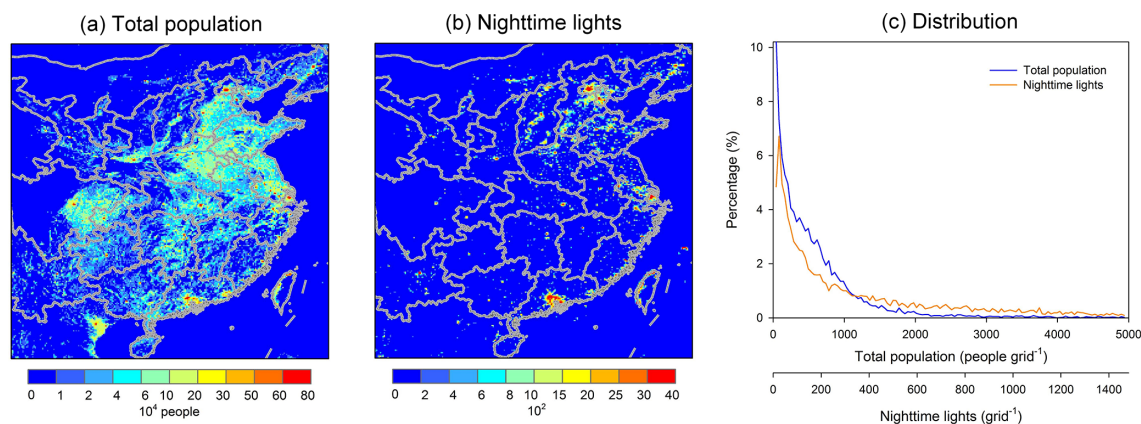 (a) Total population
(b) Nighttime lights
(c) Distribution
0 1 2 4 6 10 20 30 50 60 80
10⁴ people
0 2 4 6 8 10 15 20 25 30 40
10²
Total population
Nighttime lights
Percentage (%)
10
8
6
4
2
0
0 1000 2000 3000 4000 5000
Total population (people grid⁻¹)
0 200 400 600 800 1000 1200 1400
Nighttime lights (grid⁻¹)